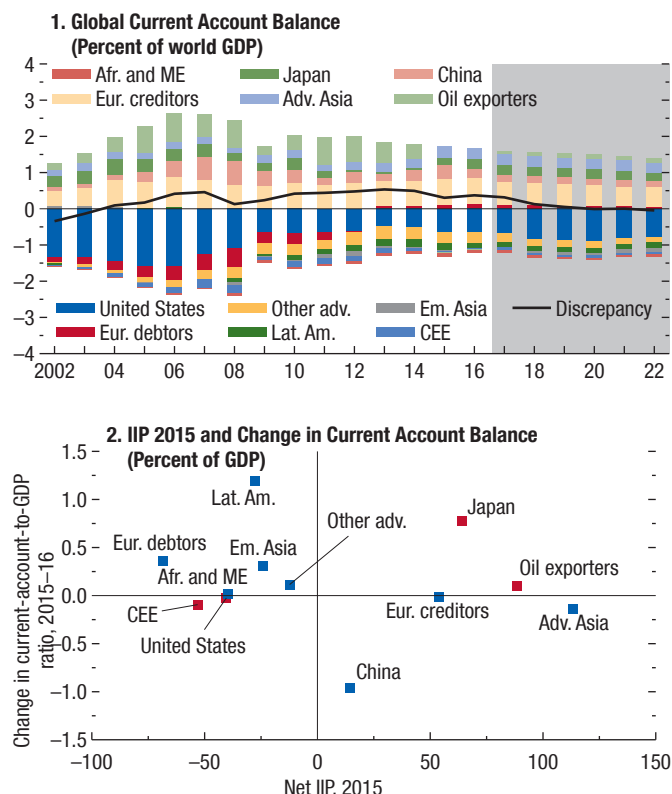 1. Global Current Account Balance
(Percent of world GDP)
4
3
2
1
0
−1
−2
−3
−4
Afr. and ME
Japan
China
Eur. creditors
Adv. Asia
Oil exporters
United States
Other adv.
Em. Asia
Discrepancy
Eur. debtors
Lat. Am.
CEE
2002 04 06 08 10 12 14 16 18 20 22
2. IIP 2015 and Change in Current Account Balance
(Percent of GDP)
Change in current-account-to-GDP
ratio, 2015–16
1.5
1.0
0.5
0.0
−0.5
−1.0
−1.5
Lat. Am.
Other adv.
Japan
Eur. debtors
Em. Asia
Afr. and ME
Oil exporters
CEE
United States
Eur. creditors
Adv. Asia
China
−100 −50 0 50 100 150
Net IIP, 2015